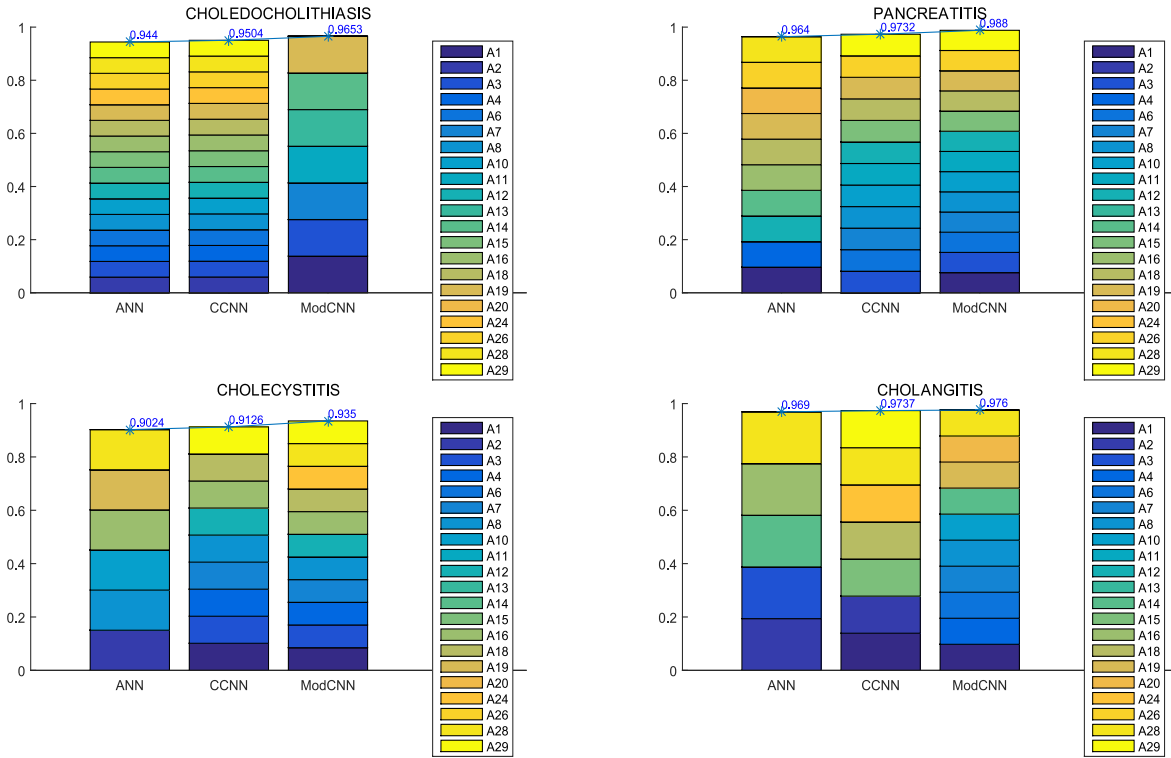 CHOLEDOCHOLITHIASIS
1
0.8
0.6
0.4
0.2
0
0.944
0.9504
0.9653
ANN
CCNN
ModCNN
A1
A2
A3
A4
A6
A7
A8
A10
A11
A12
A13
A14
A15
A16
A18
A19
A20
A24
A26
A28
A29
PANCREATITIS
1
0.8
0.6
0.4
0.2
0
0.964
0.9732
0.988
ANN
CCNN
ModCNN
A1
A2
A3
A4
A6
A7
A8
A10
A11
A12
A13
A14
A15
A16
A18
A19
A20
A24
A26
A28
A29
CHOLECYSTITIS
1
0.8
0.6
0.4
0.2
0
0.9024
0.9126
0.935
ANN
CCNN
ModCNN
A1
A2
A3
A4
A6
A7
A8
A10
A11
A12
A13
A14
A15
A16
A18
A19
A20
A24
A26
A28
A29
CHOLANGITIS
1
0.8
0.6
0.4
0.2
0
0.969
0.9737
0.976
ANN
CCNN
ModCNN
A1
A2
A3
A4
A6
A7
A8
A10
A11
A12
A13
A14
A15
A16
A18
A19
A20
A24
A26
A28
A29